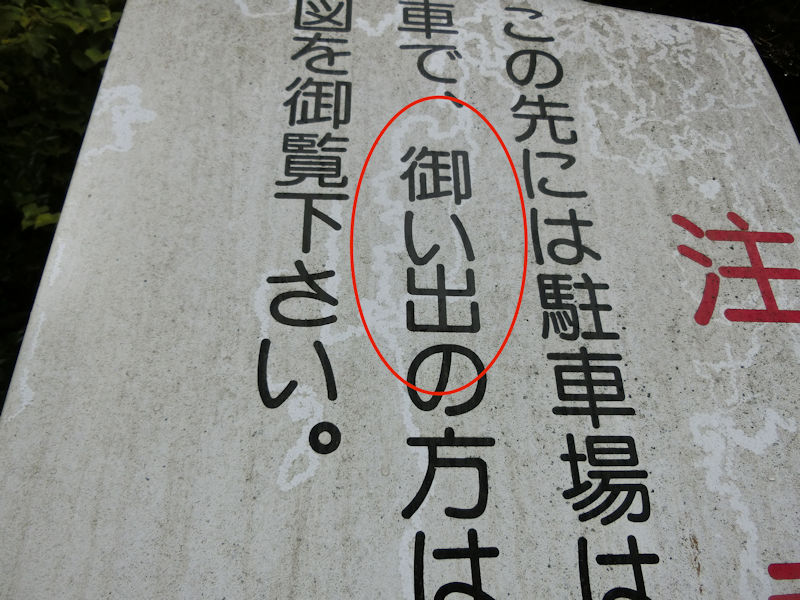 注
この先には駐車場は
車で、御い出の方は
図を御覧下さい。